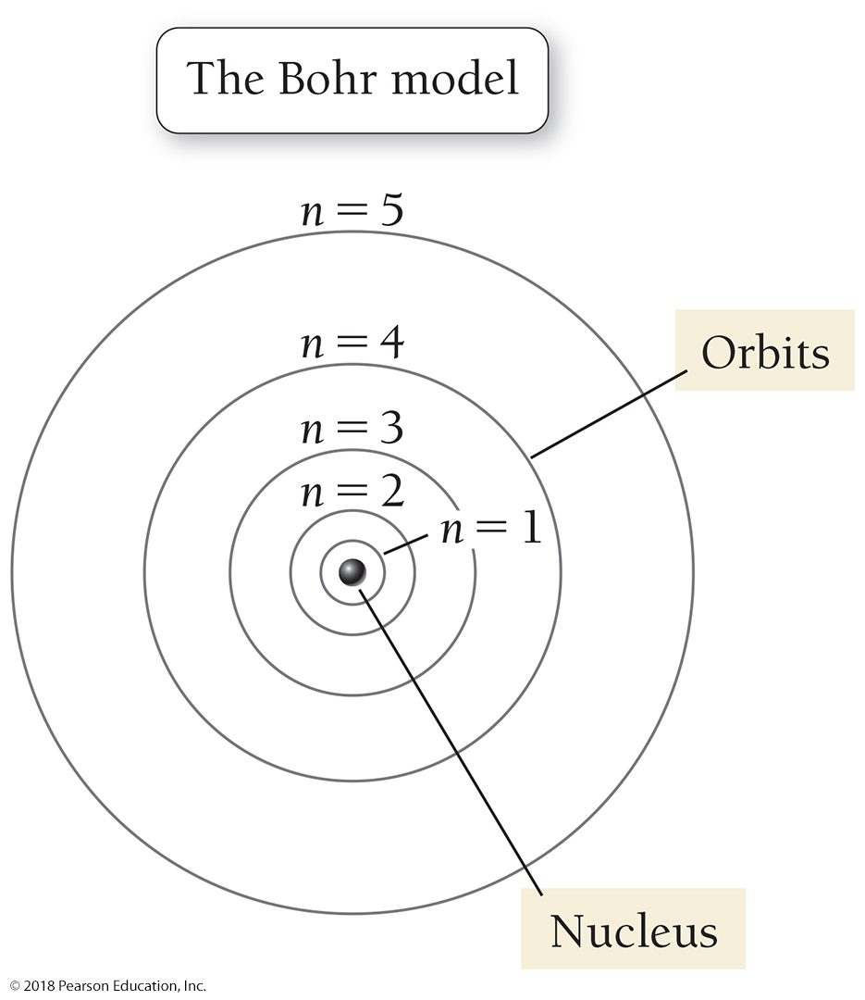 The Bohr model
n = 5
Orbits
n = 4
n = 3
n = 2
n = 1
Nucleus
© 2018 Pearson Education, Inc.